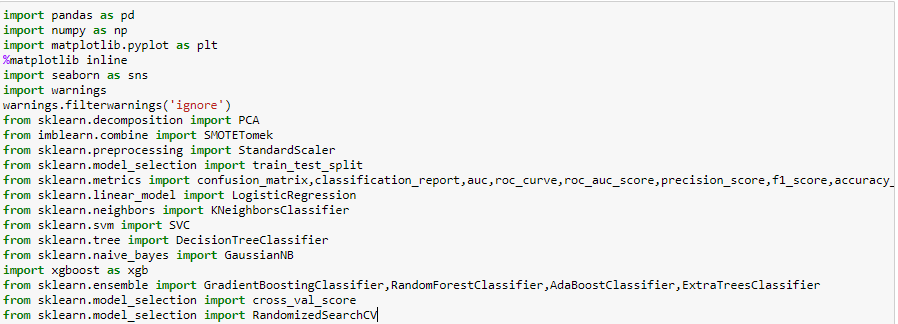 import pandas as pd
import numpy as np
import matplotlib.pyplot as plt
%matplotlib inline
import seaborn as sns
import warnings
warnings.filterwarnings('ignore')
from sklearn.decomposition import PCA
from imblearn.combine import SMOTETomek
from sklearn.preprocessing import StandardScaler
from sklearn.model_selection import train_test_split
from sklearn.metrics import confusion_matrix,classification_report,auc,roc_curve,roc_auc_score,precision_score,f1_score,accuracy_
from sklearn.linear_model import LogisticRegression
from sklearn.neighbors import KNeighborsClassifier
from sklearn.svm import SVC
from sklearn.tree import DecisionTreeClassifier
from sklearn.naive_bayes import GaussianNB
import xgboost as xgb
from sklearn.ensemble import GradientBoostingClassifier,RandomForestClassifier,AdaBoostClassifier,ExtraTreesClassifier
from sklearn.model_selection import cross_val_score
from sklearn.model_selection import RandomizedSearchCV